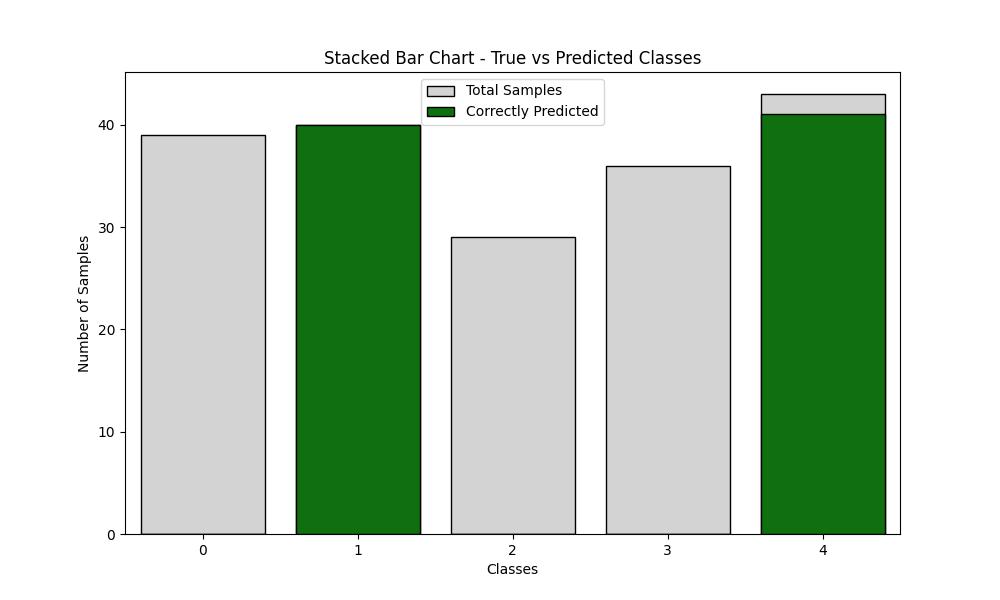 Stacked Bar Chart - True vs Predicted Classes
Total Samples
Correctly Predicted
Number of Samples
40
30
20
10
0
0 1 2 3 4
Classes